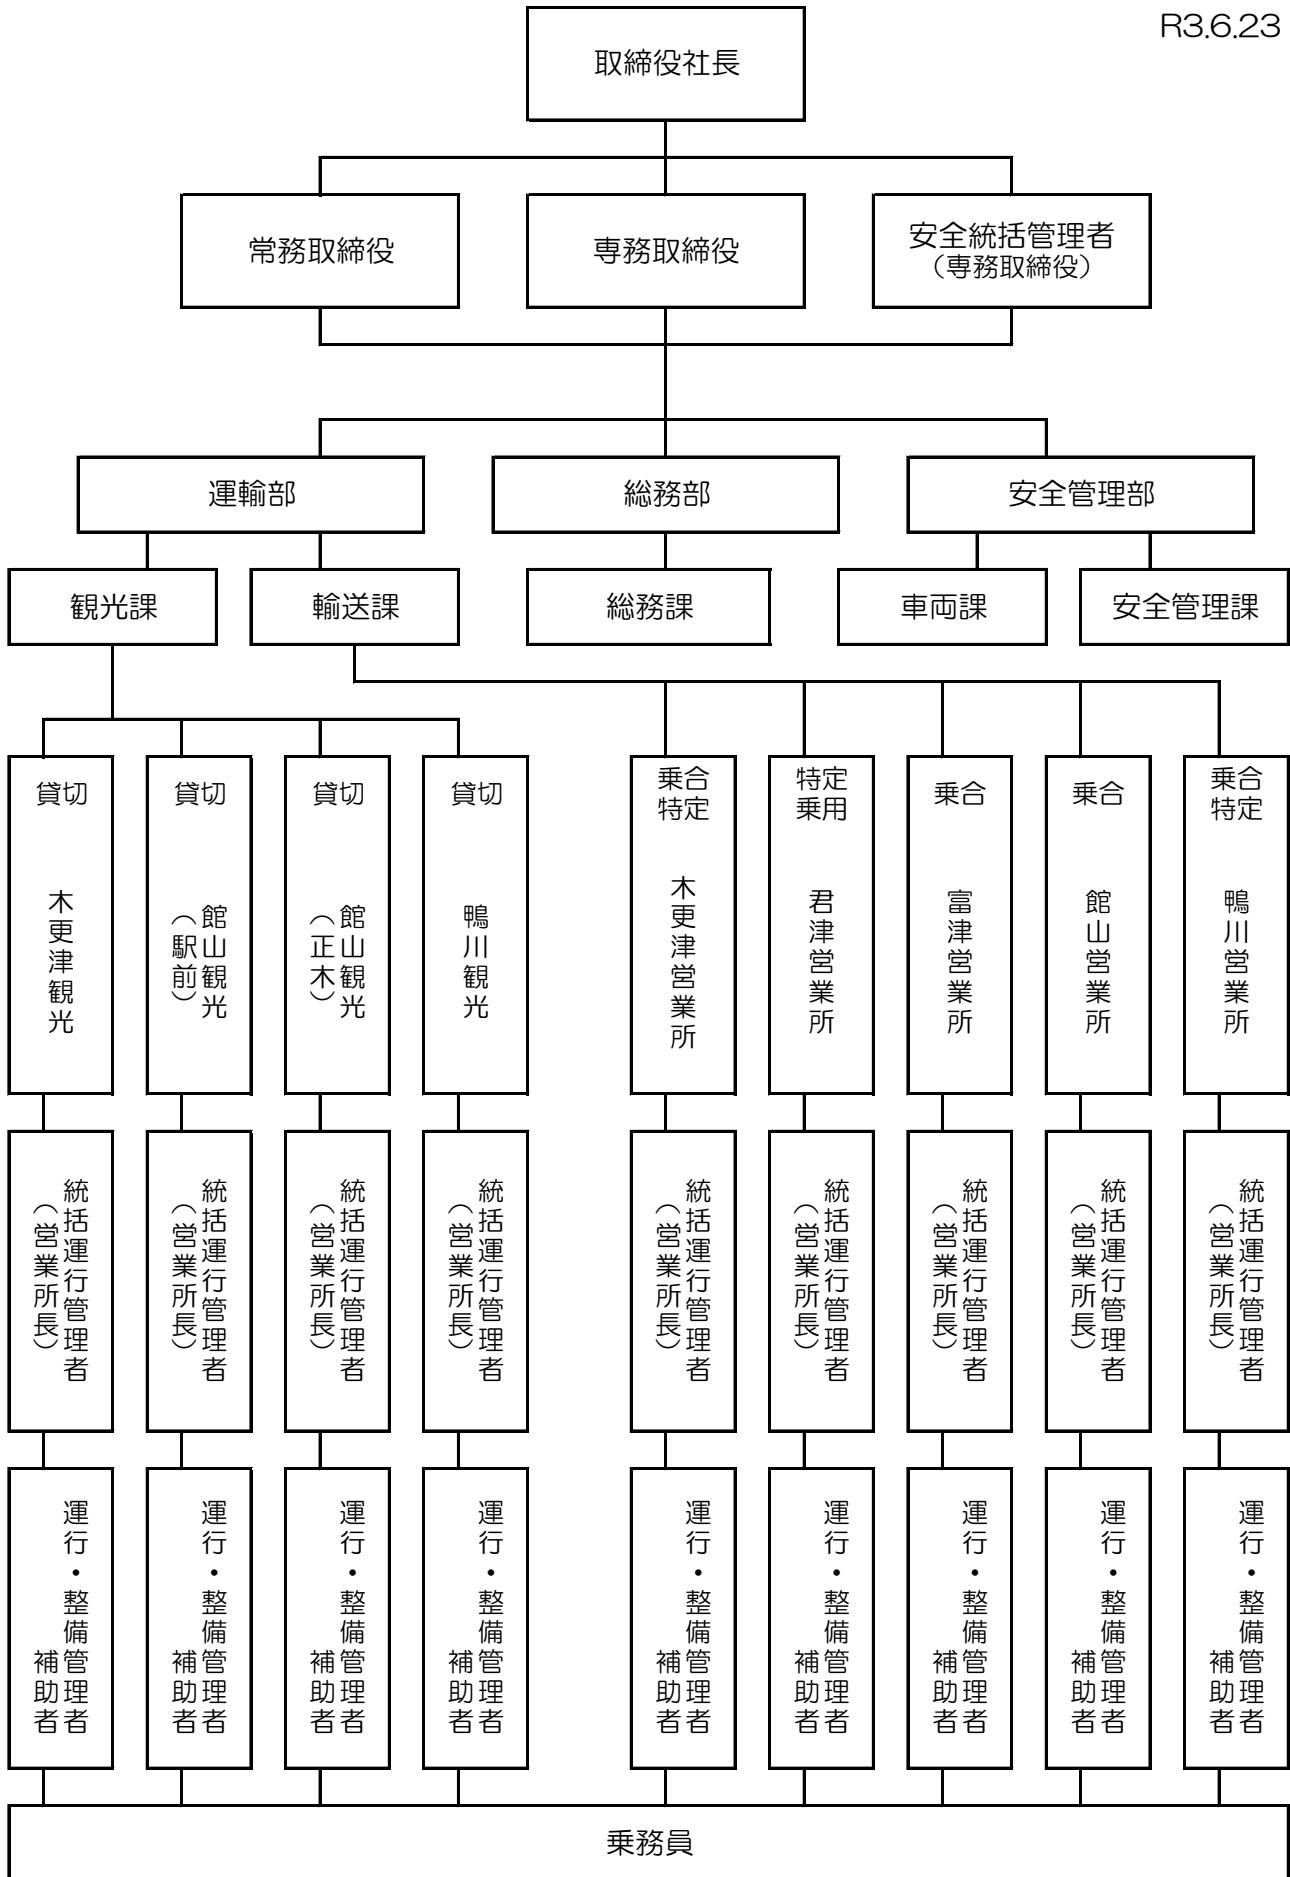 R3.6.23
取締役社長
常務取締役
専務取締役
安全統括管理者
（専務取締役）
運輸部
総務部
安全管理部
観光課
輸送課
総務課
車両課
安全管理課
貸切
木更津観光
貸切
館山観光
（駅前）
貸切
館山観光
（正木）
貸切
鴨川観光
乗合
特定
木更津営業所
特定
乗用
君津営業所
乗合
富津営業所
乗合
館山営業所
乗合
特定
鴨川営業所
統括運行管理者
（営業所長）
統括運行管理者
（営業所長）
統括運行管理者
（営業所長）
統括運行管理者
（営業所長）
統括運行管理者
（営業所長）
統括運行管理者
（営業所長）
統括運行管理者
（営業所長）
統括運行管理者
（営業所長）
統括運行管理者
（営業所長）
運行・整備管理者
補助者
運行・整備管理者
補助者
運行・整備管理者
補助者
運行・整備管理者
補助者
運行・整備管理者
補助者
運行・整備管理者
補助者
運行・整備管理者
補助者
運行・整備管理者
補助者
運行・整備管理者
補助者
乗務員